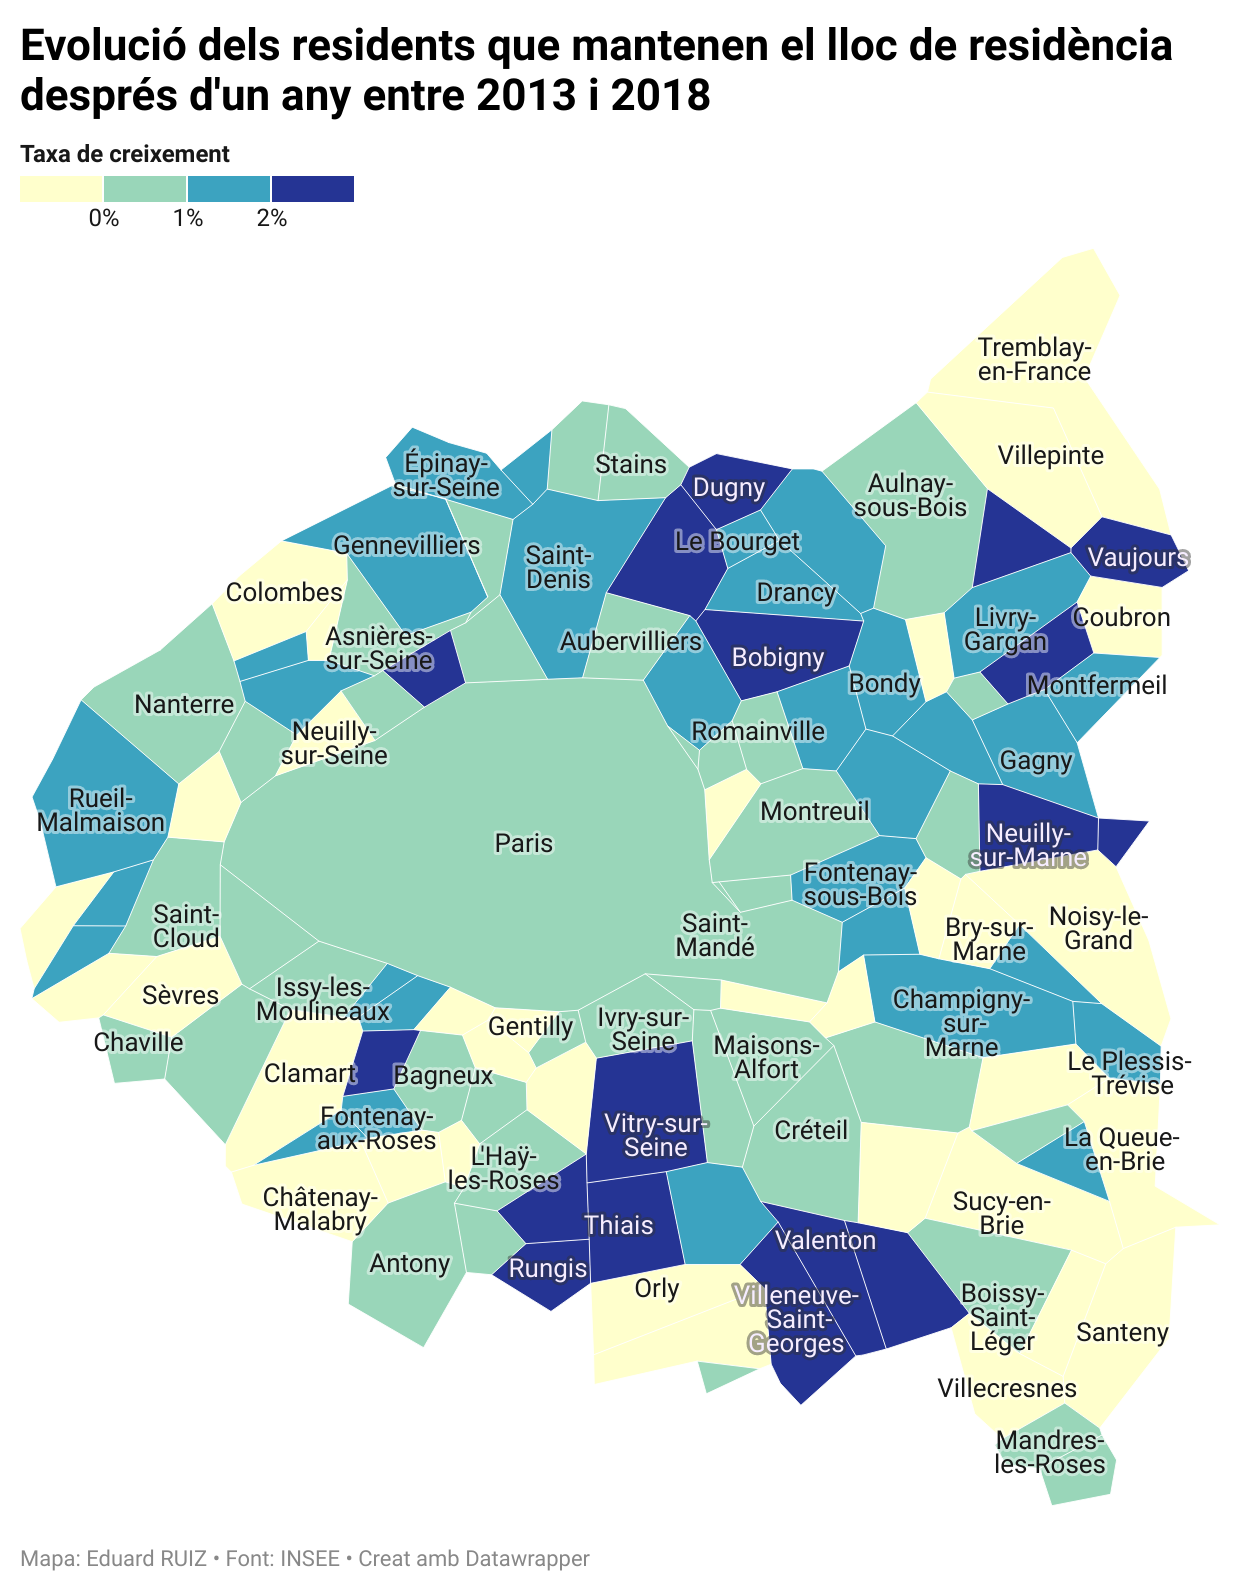 Evolució dels residents que mantenen el lloc de residència
després d'un any entre 2013 i 2018
Taxa de creixement
0% 1% 2%
Tremblay-
en-France
Villepinte
Épinay-
sur-Seine
Stains
Dugny
Aulnay-
sous-Bois
Gennevilliers
Saint-
Denis
Le Bourget
Vaujours
Colombes
Drancy
Livry-
Gargan
Coubron
Asnières-
sur-Seine
Aubervilliers
Bobigny
Bondy
Montfermeil
Nanterre
Neuilly-
sur-Seine
Romainville
Gagny
Rueil-
Malmaison
Paris
Montreuil
Neuilly-
sur-Marne
Fontenay-
sous-Bois
Saint-
Cloud
Saint-
Mandé
Bry-sur-
Marne
Noisy-le-
Grand
Sèvres
Issy-les-
Moulineaux
Champigny-
sur-
Marne
Chaville
Gentilly
Ivry-sur-
Seine
Maisons-
Alfort
Le Plessis-
Trévise
Clamart
Bagneux
Fontenay-
aux-Roses
Vitry-sur-
Seine
Créteil
La Queue-
en-Brie
L'Haÿ-
les-Roses
Châtenay-
Malabry
Sucy-en-
Brie
Thiais
Valenton
Antony
Rungis
Orly
Villeneuve-
Saint-
Georges
Boissy-
Saint-
Léger
Santeny
Villecresnes
Mandres-
les-Roses
Mapa: Eduard RUIZ • Font: INSEE • Creat amb Datawrapper